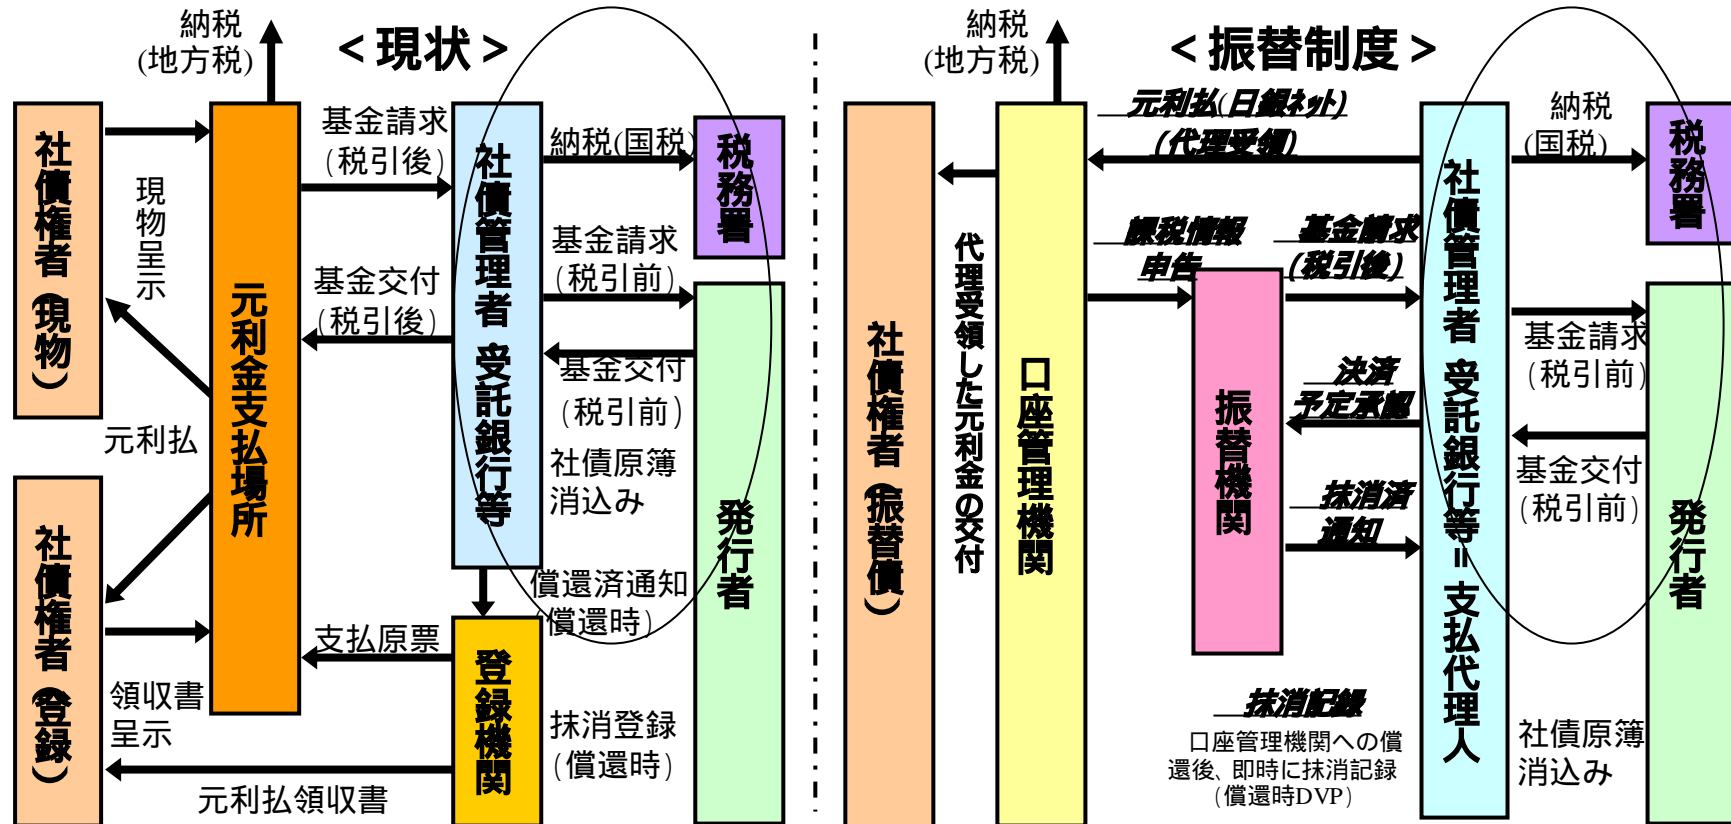 ＜現状＞
納税
(地方税)
社債権者(現物)
現物呈示
元利払
社債権者(登録)
領収書
呈示
元利金支払場所
基金請求
(税引後)
基金交付
(税引後)
支払原票
元利払領収書
社債管理者 受託銀行等
登録機関
納税(国税)
基金請求
(税引前)
基金交付
(税引前)
社債原簿
消込み
償還済通知
(償還時)
抹消登録
(償還時)
税務署
発行者
＜振替制度＞
納税
(地方税)
社債権者(振替債)
代理受領した元利金の交付
口座管理機関
元利払(日銀ﾈｯﾄ)
(代理受領)
課税情報
申告
基金請求
(税引後)
振替機関
決済
予定承認
抹消済
通知
抹消記録
口座管理機関への償
還後、即時に抹消記録
(償還時DVP)
社債管理者 受託銀行等＝支払代理人
納税
(国税)
基金請求
(税引前)
基金交付
(税引前)
社債原簿
消込み
税務署
発行者